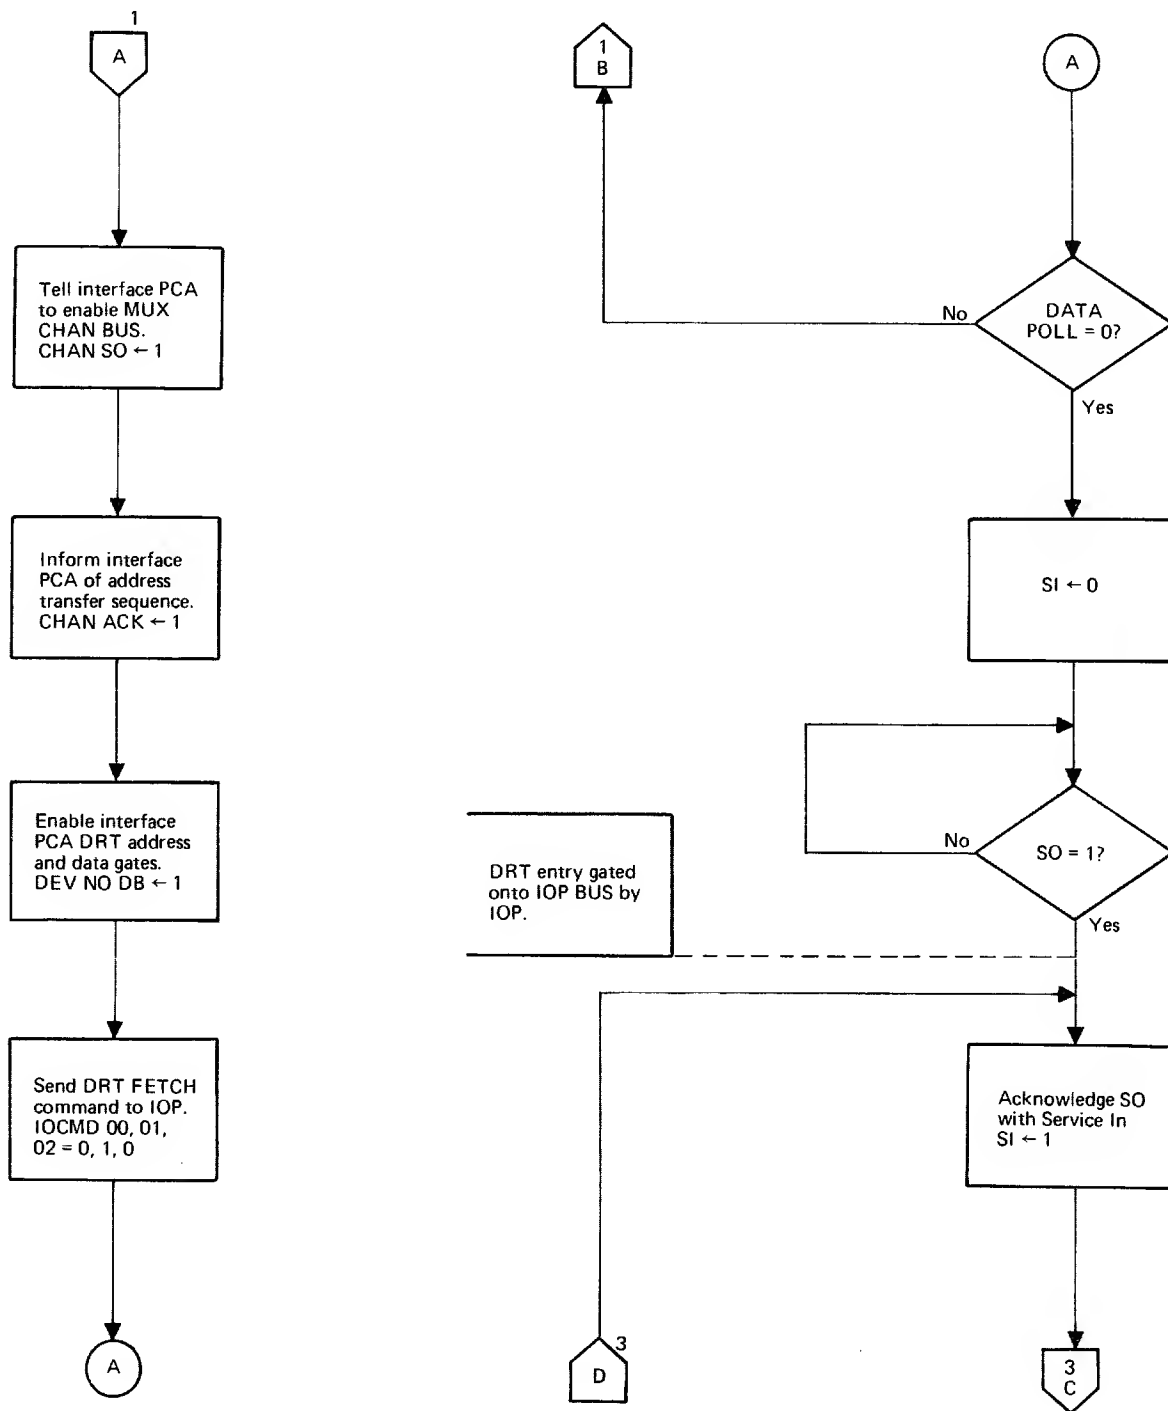 1
A
Tell interface PCA
to enable MUX
CHAN BUS.
CHAN SO ← 1
Inform interface
PCA of address
transfer sequence.
CHAN ACK ← 1
Enable interface
PCA DRT address
and data gates.
DEV NO DB ← 1
Send DRT FETCH
command to IOP.
IOCMD 00, 01,
02 = 0, 1, 0
A
1
B
A
No
DATA
POLL = 0?
Yes
SI ← 0
No
SO = 1?
Yes
DRT entry gated
onto IOP BUS by
IOP.
Acknowledge SO
with Service In
SI ← 1
3
D
3
C